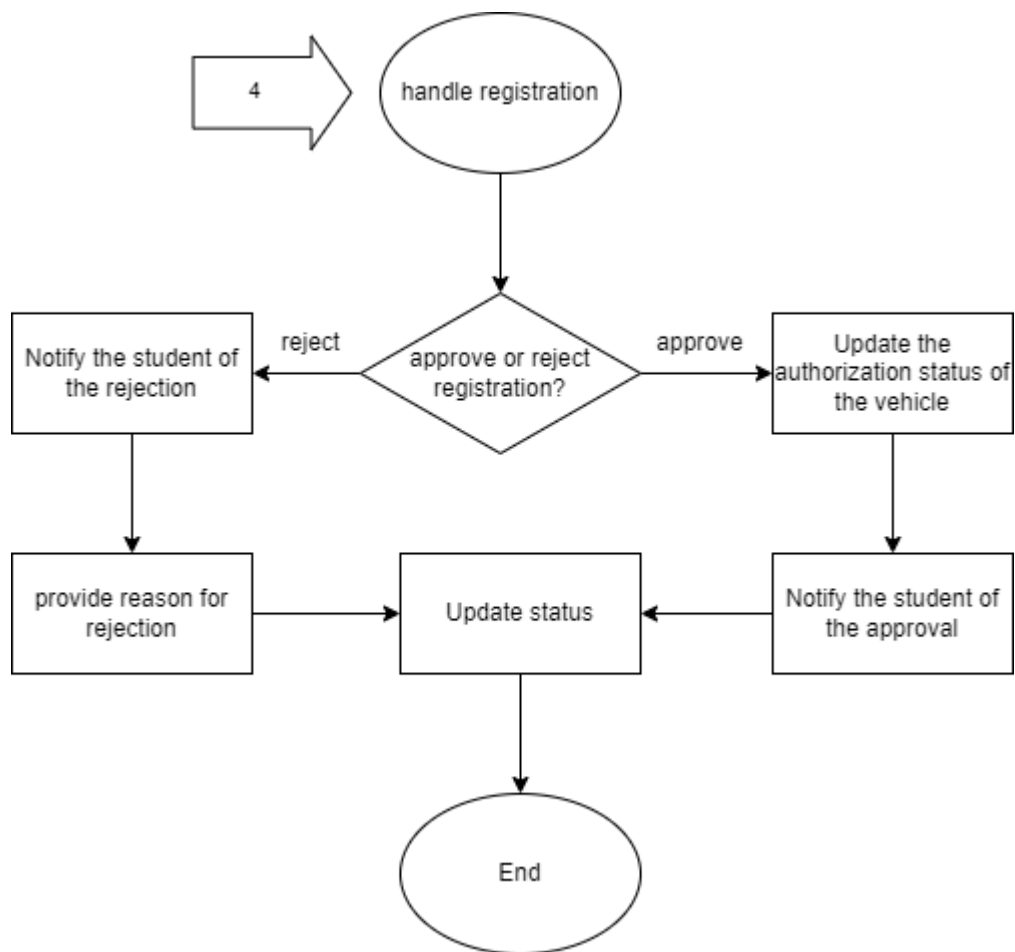 4
handle registration
reject
approve or reject
registration?
approve
Notify the student of
the rejection
Update the
authorization status of
the vehicle
provide reason for
rejection
Update status
Notify the student of
the approval
End